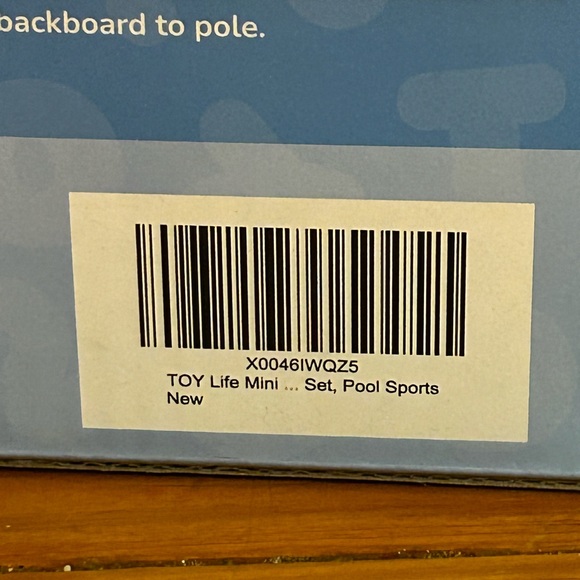 backboard to pole.
X0046IWQZ5
TOY Life Mini ... Set, Pool Sports
New